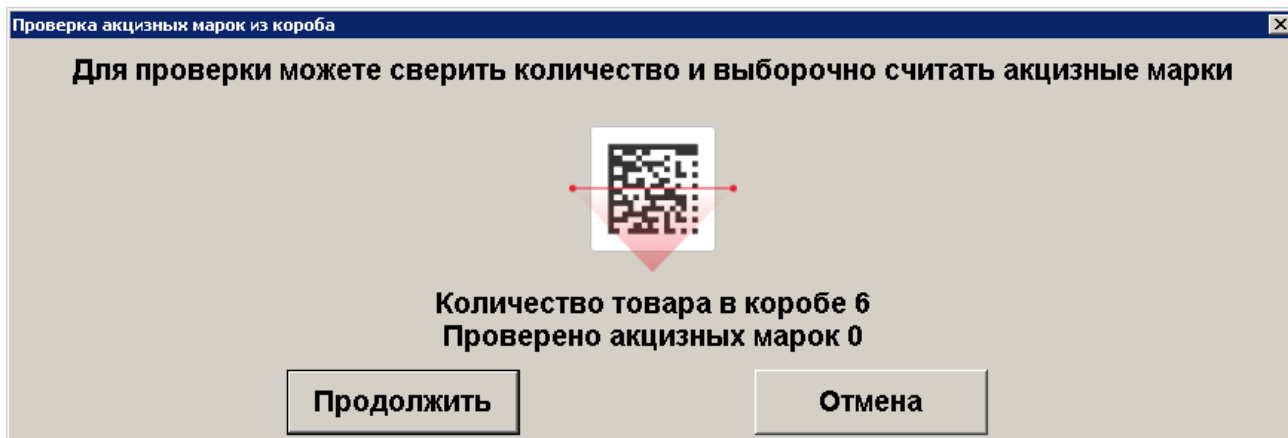 Проверка акцизных марок из короба
Для проверки можете сверить количество и выборочно считать акцизные марки
Количество товара в коробе 6
Проверено акцизных марок 0
Продолжить
Отмена